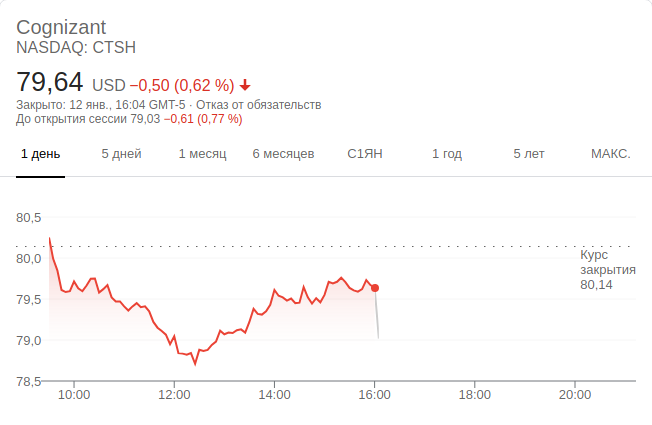 Cognizant
NASDAQ: CTSH
79,64 USD −0,50 (0,62 %)
Закрыто: 12 янв., 16:04 GMT-5 · Отказ от обязательств
До открытия сессии 79,03 −0,61 (0,77 %)
1 день 5 дней 1 месяц 6 месяцев С1ЯН 1 год 5 лет МАКС.
80,5
80,0
79,5
79,0
78,5
Курс
закрытия
80,14
10:00 12:00 14:00 16:00 18:00 20:00